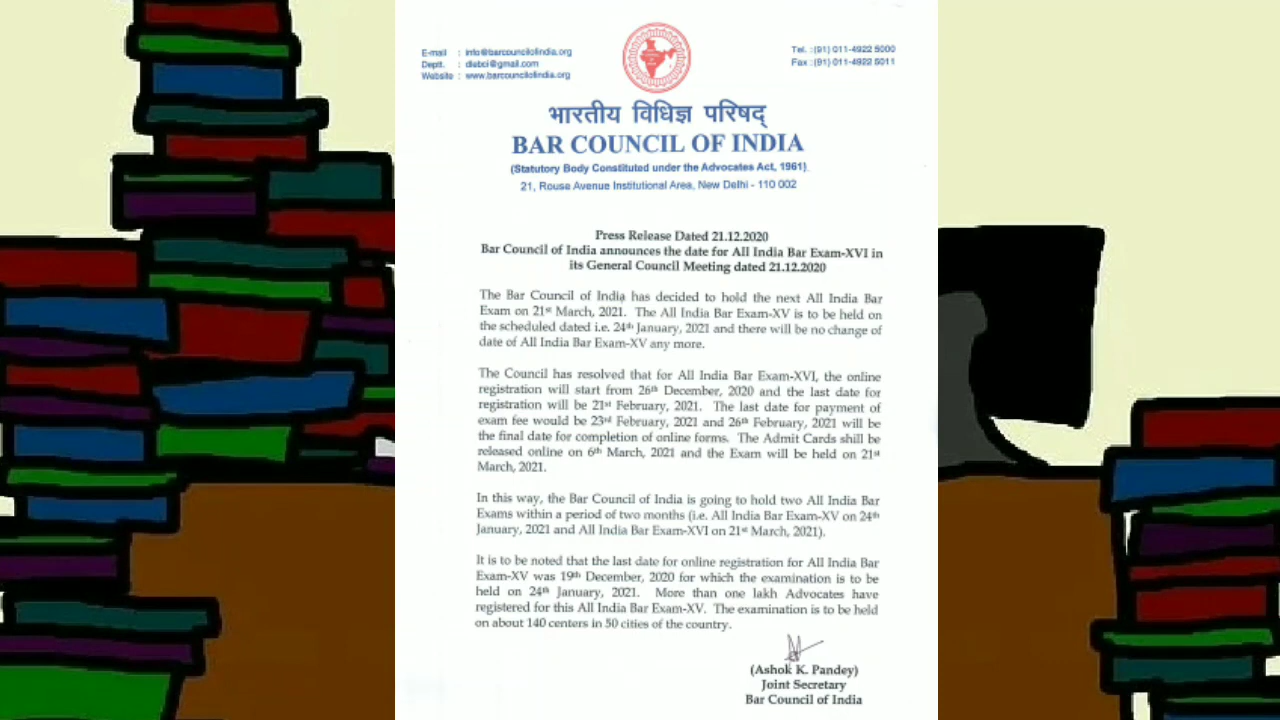 E-mail : info@barcouncilofindia.org
Deptt. : dlebci@gmail.com
Website : www.barcouncilofindia.org
Tel. :(91) 011-4922 5000
Fax :(91) 011-4922 5011
भारतीय विधिज्ञ परिषद्
BAR COUNCIL OF INDIA
(Statutory Body Constituted under the Advocates Act, 1961)
21, Rouse Avenue Institutional Area, New Delhi - 110 002
Press Release Dated 21.12.2020
Bar Council of India announces the date for All India Bar Exam-XVI in
its General Council Meeting dated 21.12.2020
The Bar Council of India has decided to hold the next All India Bar
Exam on 21st March, 2021. The All India Bar Exam-XV is to be held on
the scheduled dated i.e. 24th January, 2021 and there will be no change of
date of All India Bar Exam-XV any more.
The Council has resolved that for All India Bar Exam-XVI, the online
registration will start from 26th December, 2020 and the last date for
registration will be 21st February, 2021. The last date for payment of
exam fee would be 23rd February, 2021 and 26th February, 2021 will be
the final date for completion of online forms. The Admit Cards shill be
released online on 6th March, 2021 and the Exam will be held on 21st
March, 2021.
In this way, the Bar Council of India is going to hold two All India Bar
Exams within a period of two months (i.e. All India Bar Exam-XV on 24th
January, 2021 and All India Bar Exam-XVI on 21st March, 2021).
It is to be noted that the last date for online registration for All India Bar
Exam-XV was 19th December, 2020 for which the examination is to be
held on 24th January, 2021. More than one lakh Advocates have
registered for this All India Bar Exam-XV. The examination is to be held
on about 140 centers in 50 cities of the country.
(Ashok K. Pandey)
Joint Secretary
Bar Council of India